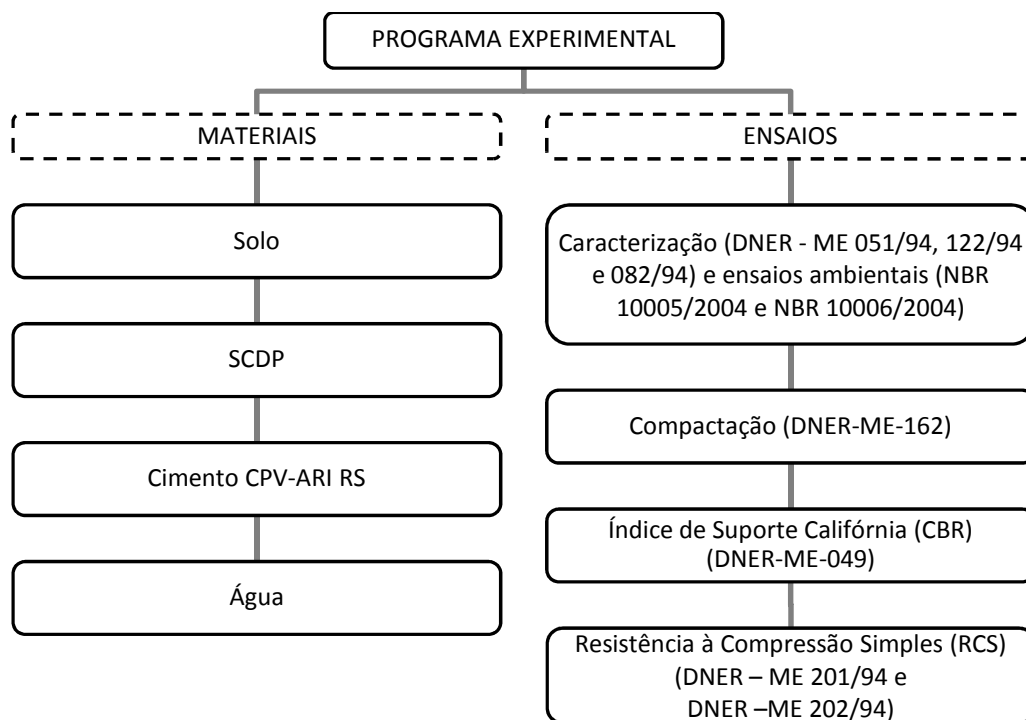 PROGRAMA EXPERIMENTAL
MATERIAIS
Solo
SCDP
Cimento CPV-ARI RS
Água
ENSAIOS
Caracterização (DNER - ME 051/94, 122/94
e 082/94) e ensaios ambientais (NBR
10005/2004 e NBR 10006/2004)
Compactação (DNER-ME-162)
Índice de Suporte Califórnia (CBR)
(DNER-ME-049)
Resistência à Compressão Simples (RCS)
(DNER – ME 201/94 e
DNER –ME 202/94)